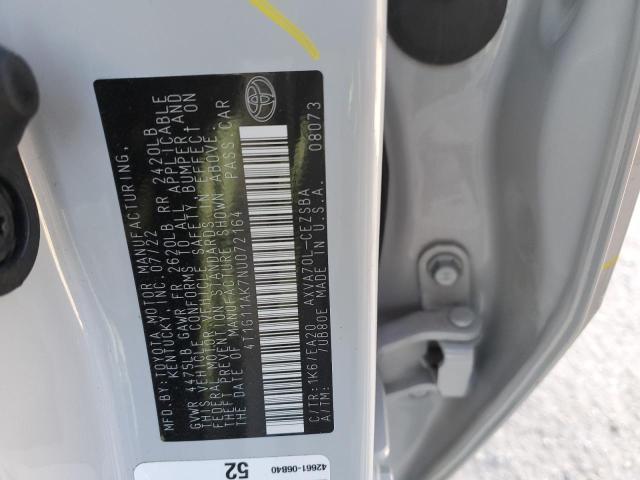 MFD.BY:TOYOTA MOTOR MANUFACTURING,
KENTUCKY,INC. 07/22
GVWR 4475LB GAWR FR 2620LB RR 2420LB
THIS VEHICLE CONFORMS TO ALL APPLICABLE
FEDERAL MOTOR VEHICLE SAFETY, BUMPER AND
THEFT PREVENTION STANDARDS IN EFFECT ON
THE DATE OF MANUFACTURE SHOWN ABOVE.
4T1G11AK7NU072164 PASS.CAR
C/TR:1K6/EA20 AXVA70L-CEZSBA 08073
A/TM: /UB80E MADE IN U.S.A.
42661-06B40
52